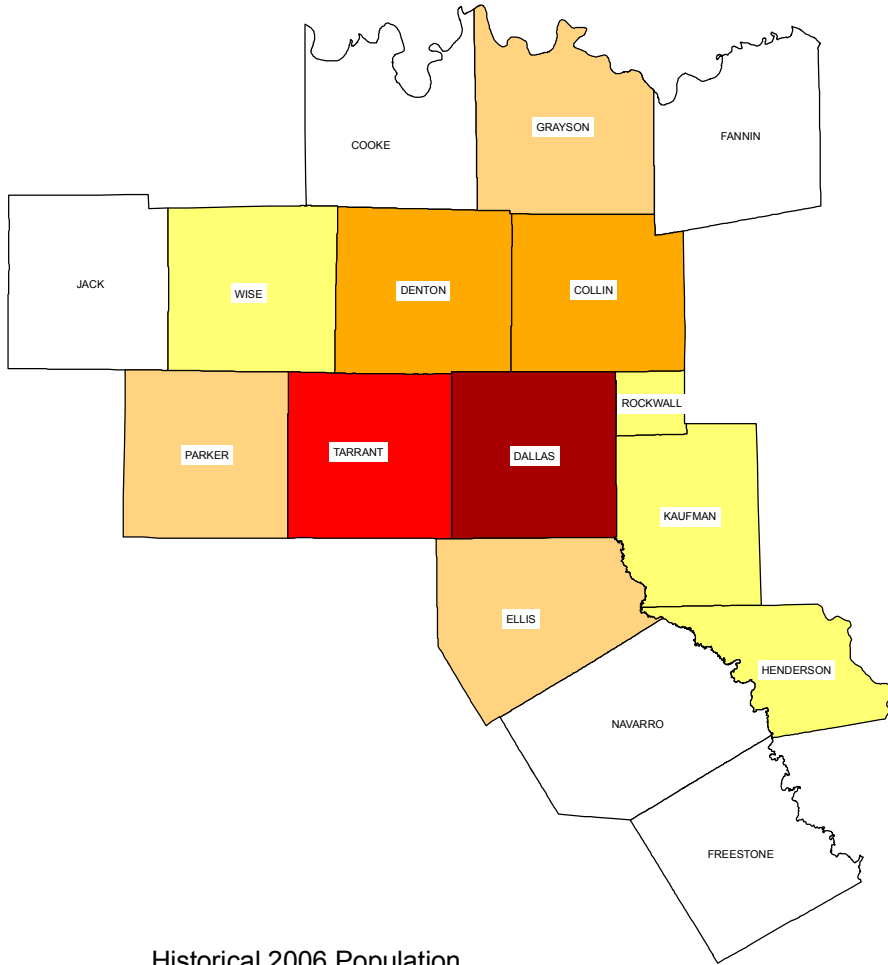 GRAYSON
FANNIN
COOKE
JACK
WISE
DENTON
COLLIN
ROCKWALL
PARKER
TARRANT
DALLAS
KAUFMAN
ELLIS
HENDERSON
NAVARRO
FREESTONE
Historical 2006 Population